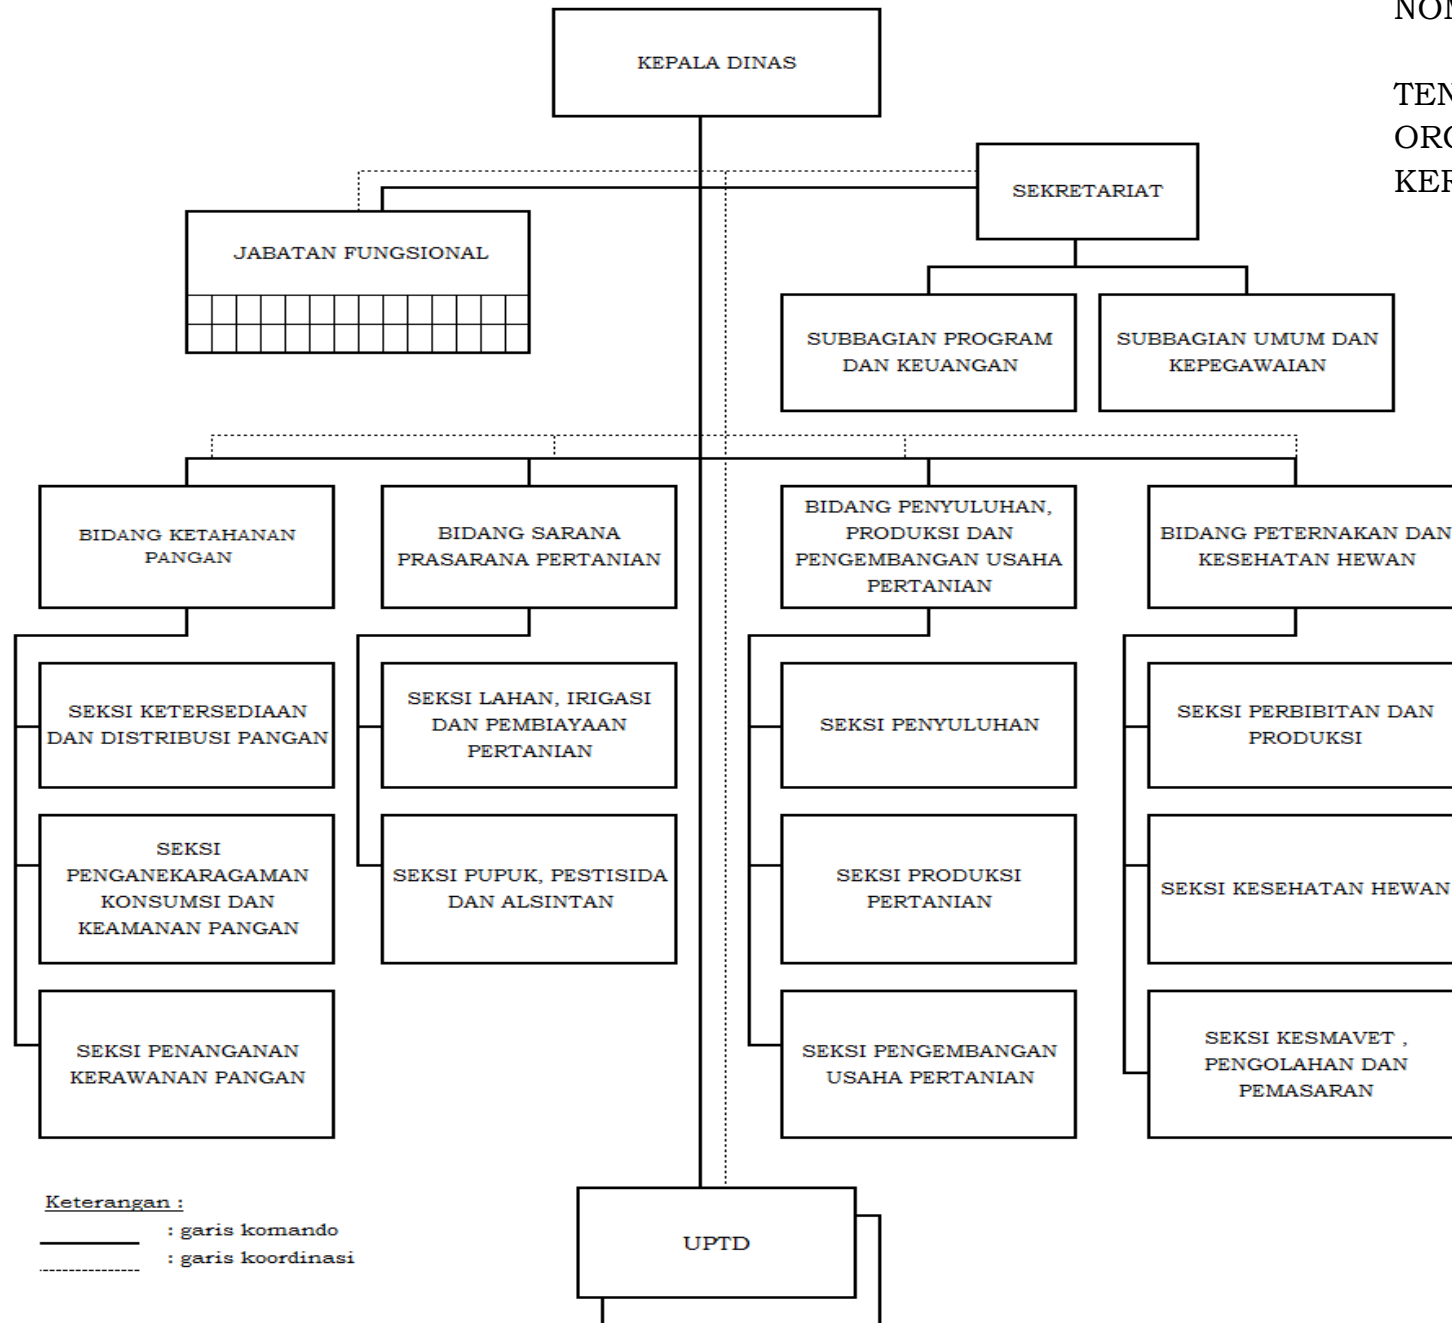 NOM
TEN
ORG
KER
KEPALA DINAS
SEKRETARIAT
JABATAN FUNGSIONAL
SUBBAGIAN PROGRAM
DAN KEUANGAN
SUBBAGIAN UMUM DAN
KEPEGAWAIAN
BIDANG KETAHANAN
PANGAN
BIDANG SARANA
PRASARANA PERTANIAN
BIDANG PENYULUHAN,
PRODUKSI DAN
PENGEMBANGAN USAHA
PERTANIAN
BIDANG PETERNAKAN DAN
KESEHATAN HEWAN
SEKSI KETERSEDIAAN
DAN DISTRIBUSI PANGAN
SEKSI LAHAN, IRIGASI
DAN PEMBIAYAAN
PERTANIAN
SEKSI PENYULUHAN
SEKSI PERBIBITAN DAN
PRODUKSI
SEKSI
PENGANEKARAGAMAN
KONSUMSI DAN
KEAMANAN PANGAN
SEKSI PUPUK, PESTISIDA
DAN ALSINTAN
SEKSI PRODUKSI
PERTANIAN
SEKSI KESEHATAN HEWAN
SEKSI PENANGANAN
KERAWANAN PANGAN
SEKSI PENGEMBANGAN
USAHA PERTANIAN
SEKSI KESMAVET ,
PENGOLAHAN DAN
PEMASARAN
Keterangan :
: garis komando
: garis koordinasi
UPTD